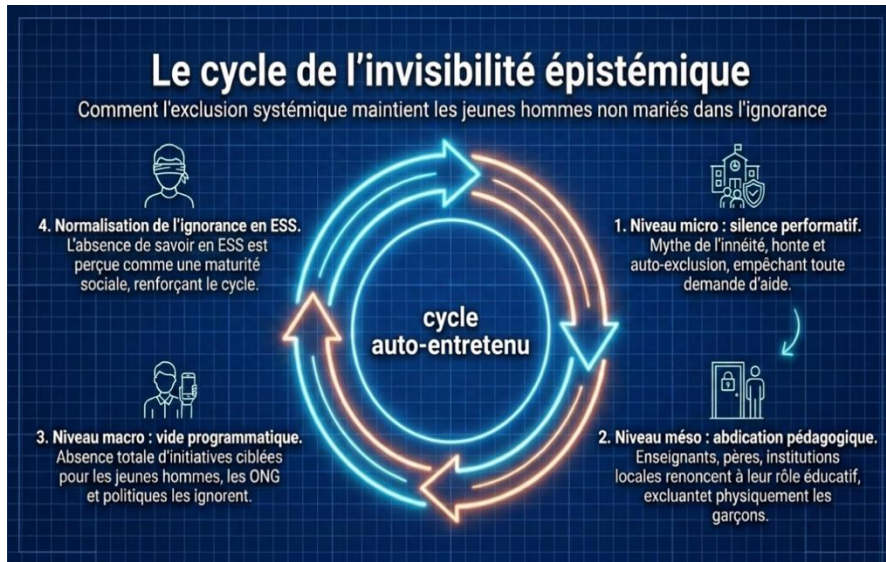 Le cycle de l'invisibilité épistémique
Comment l'exclusion systémique maintient les jeunes hommes non mariés dans l'ignorance
1. Niveau micro : silence performatif.
Mythe de l'innéité, honte et
auto-exclusion, empêchant toute
demande d'aide.
2. Niveau méso : abdication pédagogique.
Enseignants, pères, institutions
locales renoncent à leur rôle éducatif,
excluantet physiquement les
garçons.
3. Niveau macro : vide programmatique.
Absence totale d'initiatives ciblées
pour les jeunes hommes, les ONG
et politiques les ignorent.
4. Normalisation de l'ignorance en ESS.
L'absence de savoir en ESS est
perçue comme une maturité
sociale, renforçant le cycle.
cycle
auto-entretenu